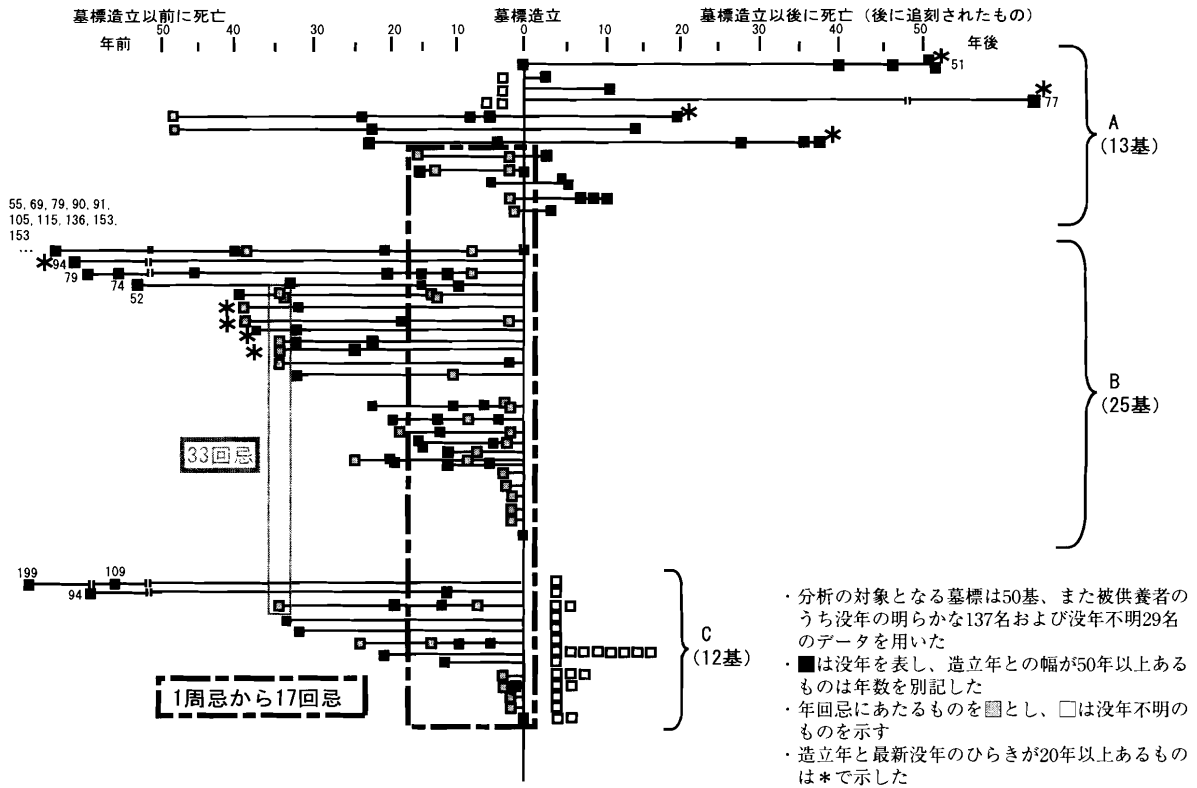 墓標造立以前に死亡
墓標造立
墓標造立以後に死亡（後に追刻されたもの）
年前 50 40 30 20 10 0 10 20 30 40 50 年後
*51
*
77
*
*
A
(13基)
55, 69, 79, 90, 91,
105, 115, 136, 153,
153
…
*94
79
74
52
*
*
*
*
B
(25基)
33回忌
199
109
94
C
(12基)
1周忌から17回忌
・分析の対象となる墓標は50基、また被供養者の
うち没年の明らかな137名および没年不明29名
のデータを用いた
・■は没年を表し、造立年との幅が50年以上ある
ものは年数を別記した
・年回忌にあたるものを▩とし、□は没年不明の
ものを示す
・造立年と最新没年のひらきが20年以上あるもの
は＊で示した